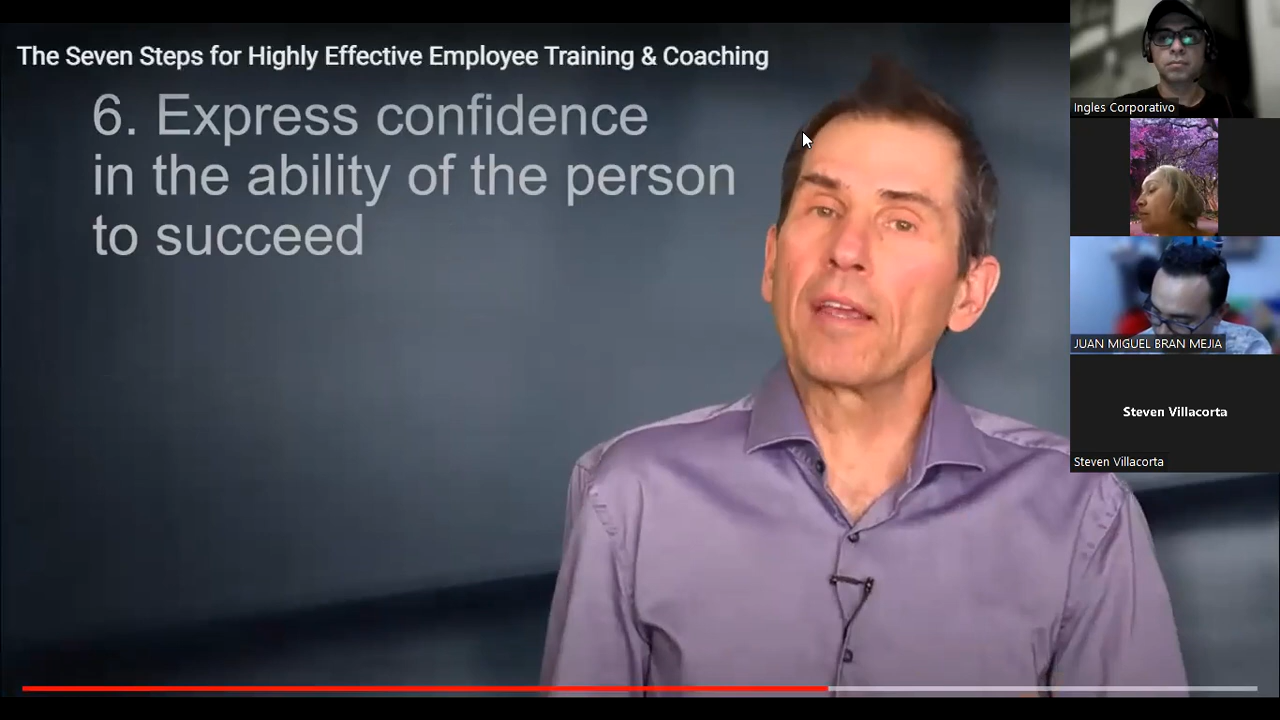 The Seven Steps for Highly Effective Employee Training & Coaching
6. Express confidence
in the ability of the person
to succeed
Ingles Corporativo
JUAN MIGUEL BRAN MEJIA
Steven Villacorta
Steven Villacorta